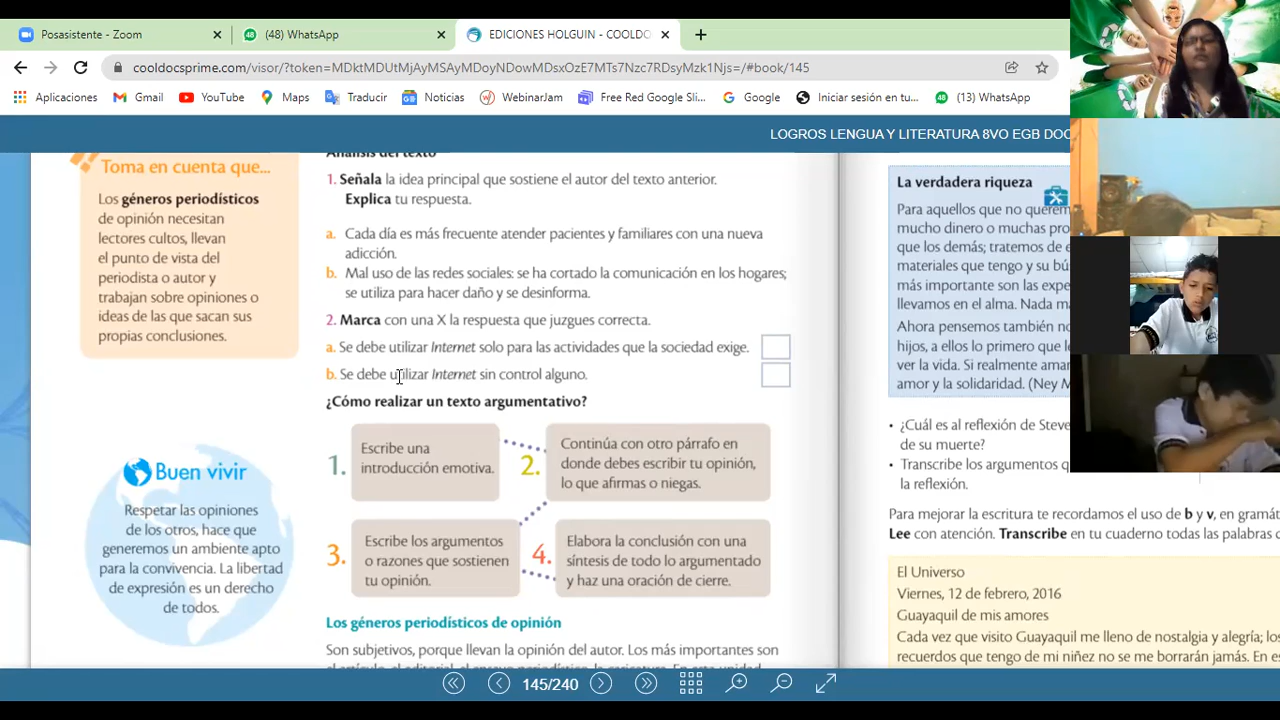 Posasistente - Zoom
(48) WhatsApp
EDICIONES HOLGUIN - COOLDO
cooldocsprime.com/visor/?token=MDktMDUtMjAyMSAyMDoyNDowMDsxOzE7MTs7Nzc7RDsyMzk1Njs=/#book/145
Aplicaciones
Gmail
YouTube
Maps
Traducir
Noticias
WebinarJam
Free Red Google Sli...
Google
Iniciar sesión en tu...
(13) WhatsApp
LOGROS LENGUA Y LITERATURA 8VO EGB DOC
Toma en cuenta que...
Los géneros periodísticos
de opinión necesitan
lectores cultos, llevan
el punto de vista del
periodista o autor y
trabajan sobre opiniones o
ideas de las que sacan sus
propias conclusiones.
Buen vivir
Respetar las opiniones
de los otros, hace que
generemos un ambiente apto
para la convivencia. La libertad
de expresión es un derecho
de todos.
Análisis del texto
1. Señala la idea principal que sostiene el autor del texto anterior.
Explica tu respuesta.
a. Cada día es más frecuente atender pacientes y familiares con una nueva
adicción.
b. Mal uso de las redes sociales: se ha cortado la comunicación en los hogares;
se utiliza para hacer daño y se desinforma.
2. Marca con una X la respuesta que juzgues correcta.
a. Se debe utilizar Internet solo para las actividades que la sociedad exige.
b. Se debe utilizar Internet sin control alguno.
¿Cómo realizar un texto argumentativo?
1. Escribe una
introducción emotiva.
2. Continúa con otro párrafo en
donde debes escribir tu opinión,
lo que afirmas o niegas.
3. Escribe los argumentos
o razones que sostienen
tu opinión.
4. Elabora la conclusión con una
síntesis de todo lo argumentado
y haz una oración de cierre.
Los géneros periodísticos de opinión
Son subjetivos, porque llevan la opinión del autor. Los más importantes son
La verdadera riqueza
Para aquellos que no querem
mucho dinero o muchas pro
que los demás; tratemos de e
materiales que tengo y su bú
más importante son las expe
llevamos en el alma. Nada m
Ahora pensemos también no
hijos, a ellos lo primero que l
ver la vida. Si realmente amar
amor y la solidaridad. (Ney M
• ¿Cuál es al reflexión de Steve
de su muerte?
• Transcribe los argumentos q
la reflexión.
Para mejorar la escritura te recordamos el uso de b y v, en gramát
Lee con atención. Transcribe en tu cuaderno todas las palabras c
El Universo
Viernes, 12 de febrero, 2016
Guayaquil de mis amores
Cada vez que visito Guayaquil me lleno de nostalgia y alegría; los
recuerdos que tengo de mi niñez no se me borrarán jamás. En es
145/240